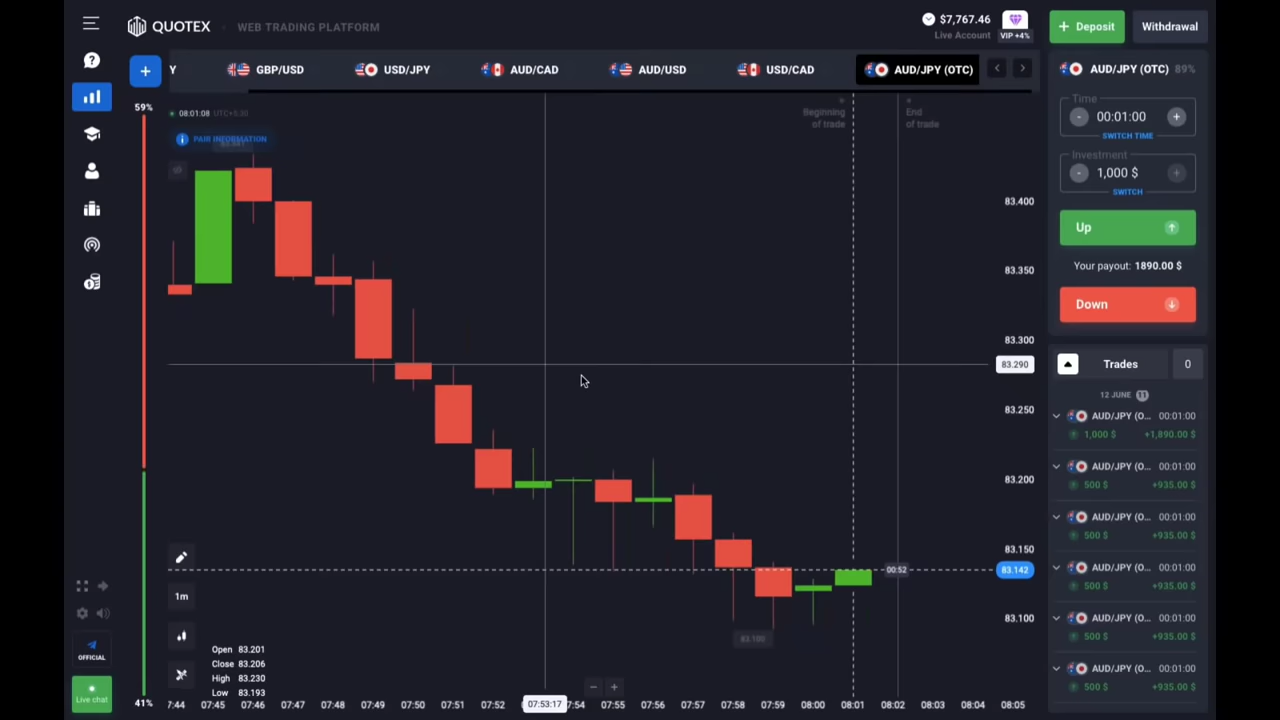 QUOTEX
WEB TRADING PLATFORM
$7,767.46
Live Account
VIP +4%
+ Deposit
Withdrawal
+
Y
GBP/USD
USD/JPY
AUD/CAD
AUD/USD
USD/CAD
AUD/JPY (OTC)
AUD/JPY (OTC) 89%
59%
08:01:08 UTC+5:30
PAIR INFORMATION
Beginning
of trade
End
of trade
Time
- 00:01:00 +
SWITCH TIME
Investment
- 1,000 $ +
SWITCH
Up
Your payout: 1890.00 $
Down
83.400
83.350
83.300
83.290
83.250
83.200
83.150
83.142
83.100
00:52
83.100
Trades 0
12 JUNE 11
AUD/JPY (O... 00:01:00
1,000 $ +1,890.00 $
AUD/JPY (O... 00:01:00
500 $ +935.00 $
AUD/JPY (O... 00:01:00
500 $ +935.00 $
AUD/JPY (O... 00:01:00
500 $ +935.00 $
AUD/JPY (O... 00:01:00
500 $ +935.00 $
AUD/JPY (O... 00:01:00
500 $ +935.00 $
1m
Open 83.201
Close 83.206
High 83.230
Low 83.193
OFFICIAL
Live chat
41%
7:44 07:45 07:46 07:47 07:48 07:49 07:50 07:51 07:52 07:53:17 7:54 07:55 07:56 07:57 07:58 07:59 08:00 08:01 08:02 08:03 08:04 08:05